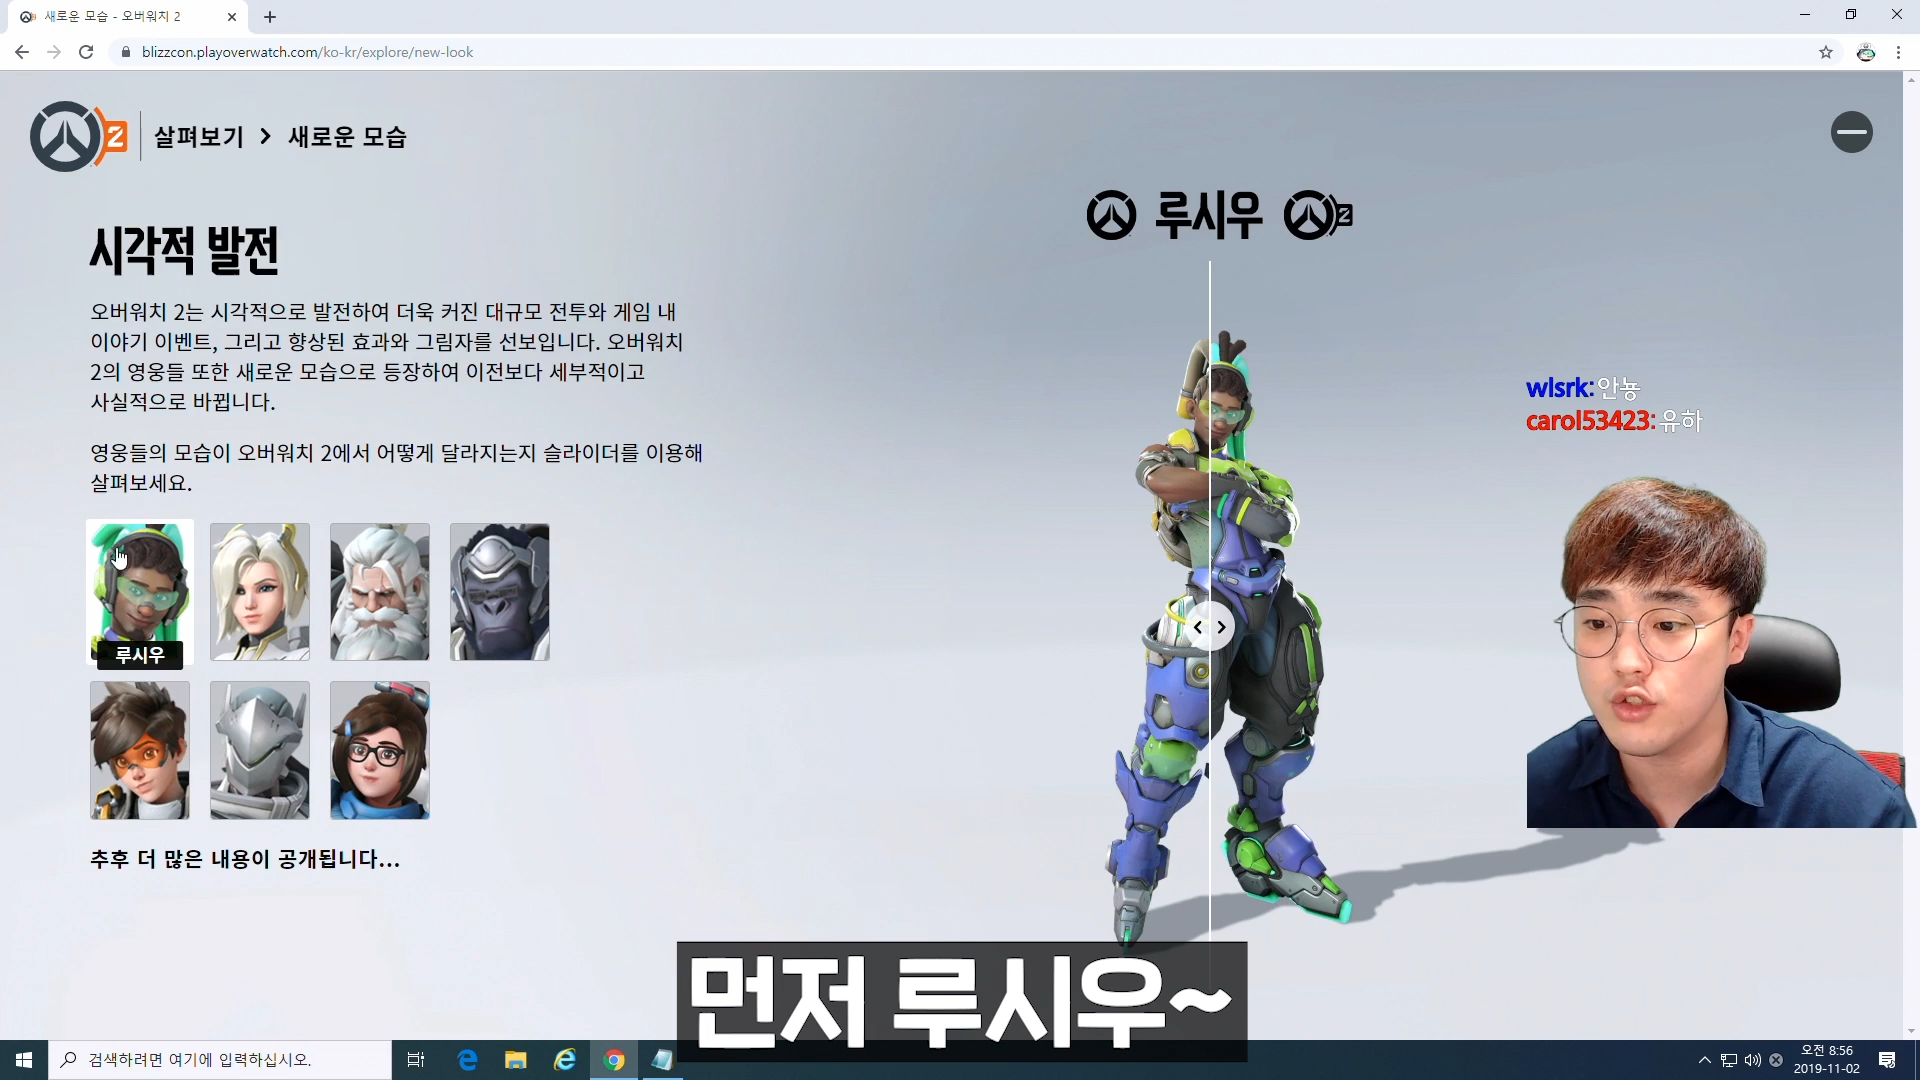 새로운 모습 - 오버워치 2
blizzcon.playoverwatch.com/ko-kr/explore/new-look
2
살펴보기 > 새로운 모습
루시우
2
시각적 발전
오버워치 2는 시각적으로 발전하여 더욱 커진 대규모 전투와 게임 내
이야기 이벤트, 그리고 향상된 효과와 그림자를 선보입니다. 오버워치
2의 영웅들 또한 새로운 모습으로 등장하여 이전보다 세부적이고
사실적으로 바뀝니다.
영웅들의 모습이 오버워치 2에서 어떻게 달라지는지 슬라이더를 이용해
살펴보세요.
루시우
추후 더 많은 내용이 공개됩니다...
wlsrk: 안뇽
carol53423: 유하
먼저 루시우~
검색하려면 여기에 입력하십시오.
오전 8:56
2019-11-02